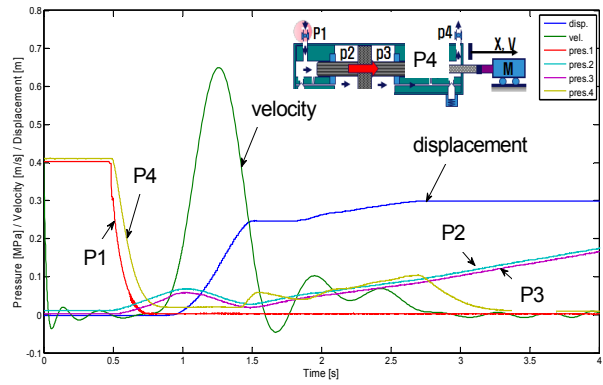 Pressure [MPa] / Velocity [m/s] / Displacement [m]
0.8
0.7
0.6
0.5
0.4
0.3
0.2
0.1
0
-0.1
0
0.5
1
1.5
2
2.5
3
3.5
4
Time [s]
P1
p2
p3
P4
p4
X, V
M
disp.
vel.
pres.1
pres.2
pres.3
pres.4
velocity
displacement
P4
P1
P2
P3